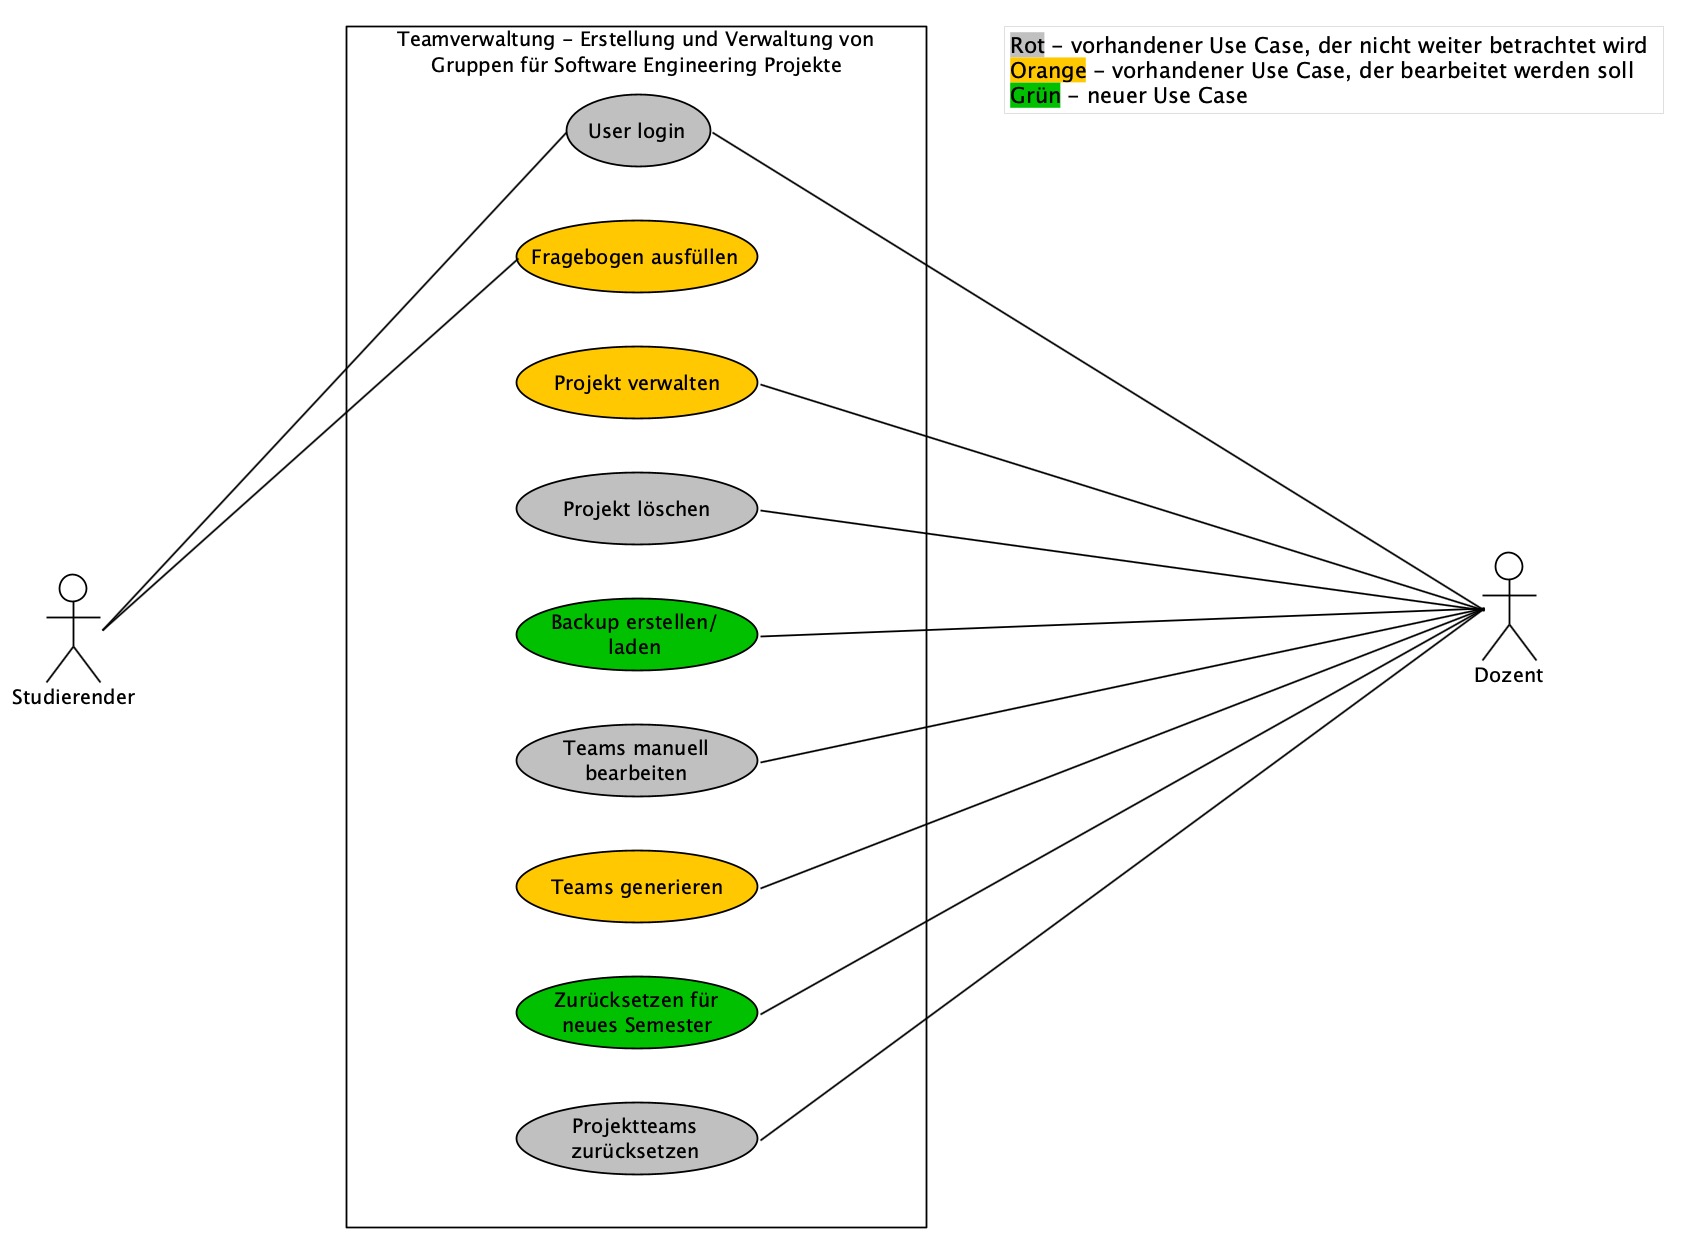 Teamverwaltung – Erstellung und Verwaltung von
Gruppen für Software Engineering Projekte
Rot – vorhandener Use Case, der nicht weiter betrachtet wird
Orange – vorhandener Use Case, der bearbeitet werden soll
Grün – neuer Use Case
User login
Fragebogen ausfüllen
Projekt verwalten
Projekt löschen
Backup erstellen/
laden
Studierender
Dozent
Teams manuell
bearbeiten
Teams generieren
Zurücksetzen für
neues Semester
Projektteams
zurücksetzen